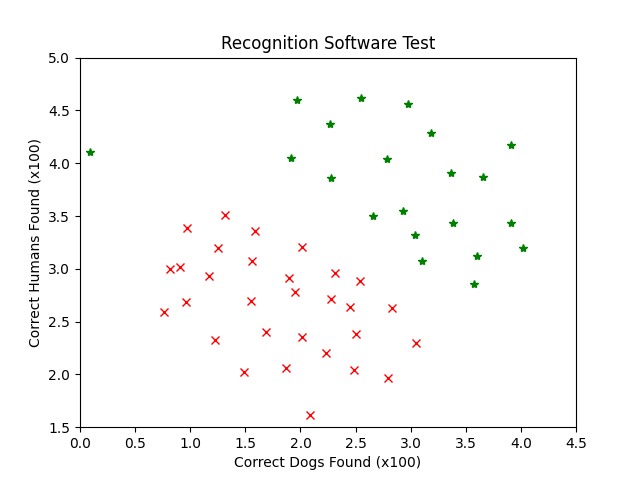 Recognition Software Test
5.0
4.5
4.0
3.5
3.0
2.5
2.0
1.5
Correct Humans Found (x100)
0.0 0.5 1.0 1.5 2.0 2.5 3.0 3.5 4.0 4.5
Correct Dogs Found (x100)